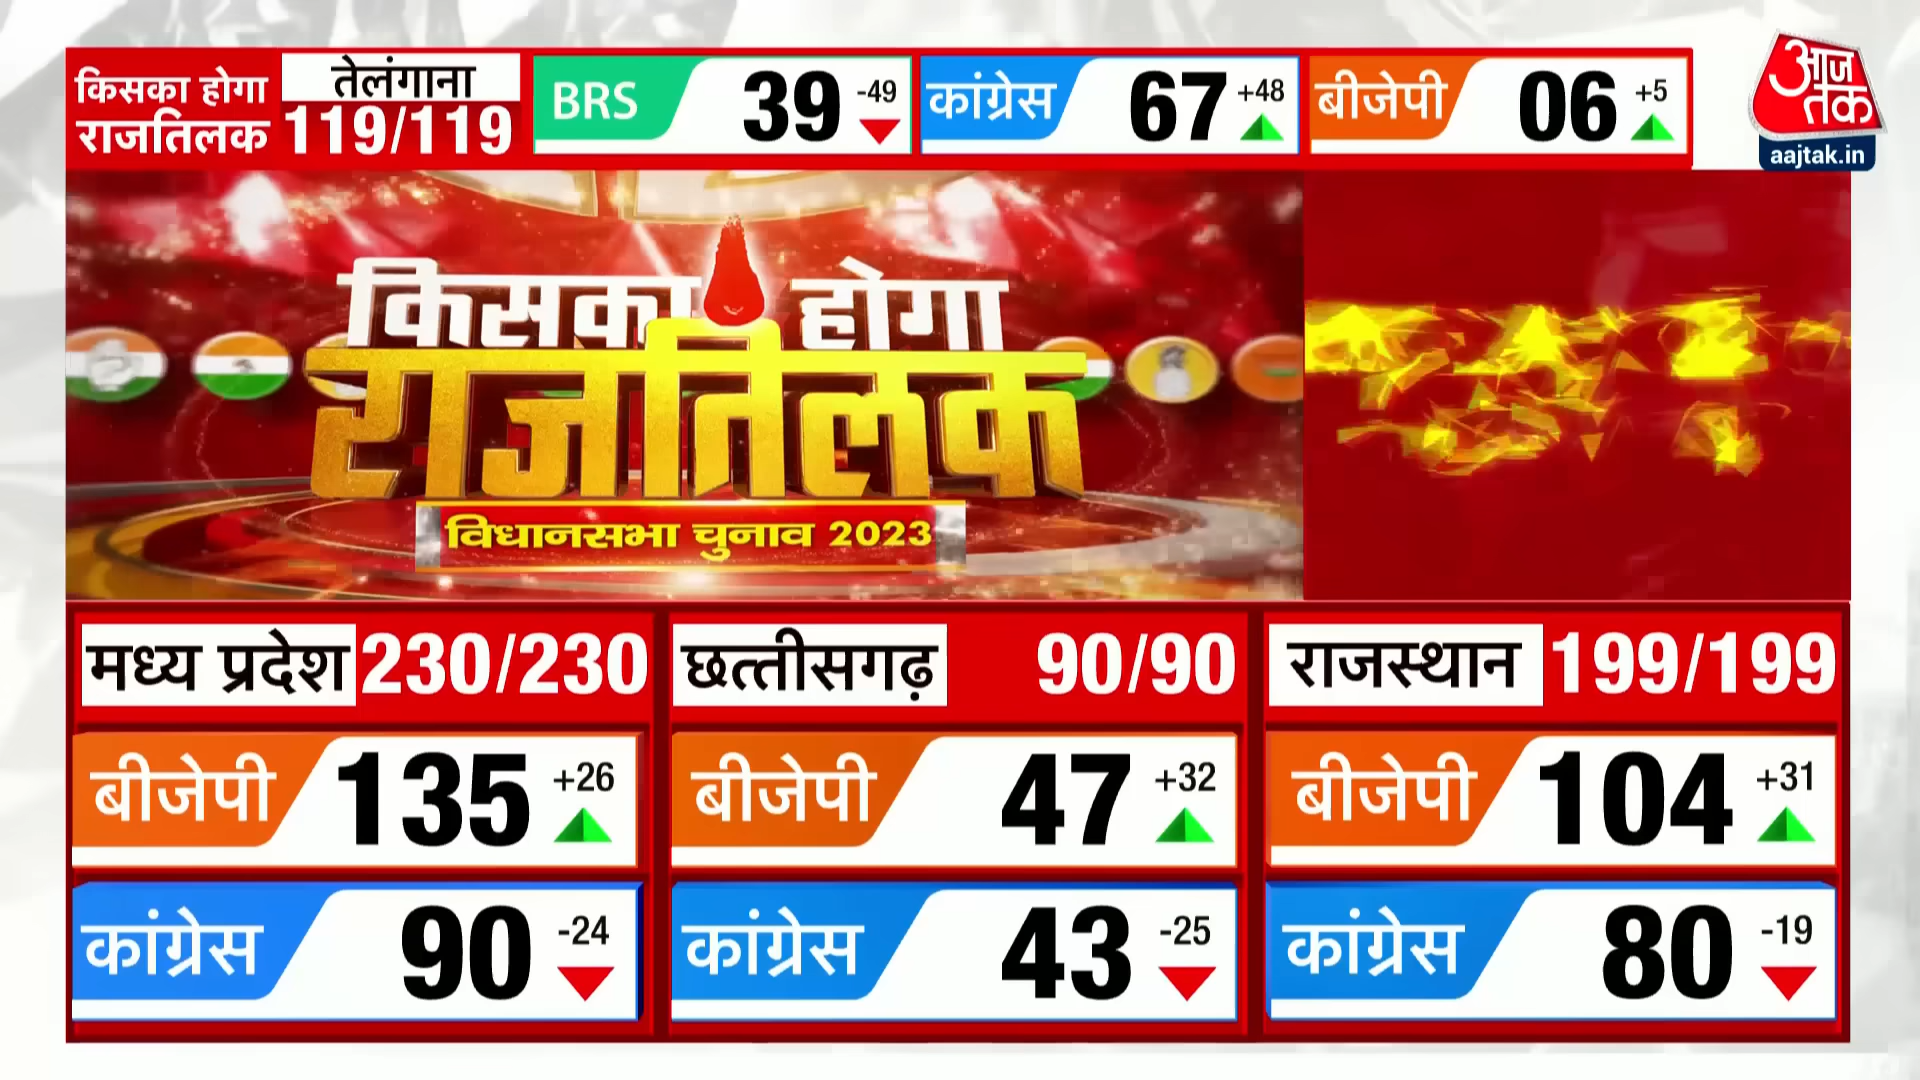 किसका होगा
राजतिलक
तेलंगाना
119/119
BRS 39 -49
कांग्रेस 67 +48
बीजेपी 06 +5
आज तक
aajtak.in
किसका होगा
राजतिलक
विधानसभा चुनाव 2023
मध्य प्रदेश 230/230
बीजेपी 135 +26
कांग्रेस 90 -24
छत्तीसगढ़ 90/90
बीजेपी 47 +32
कांग्रेस 43 -25
राजस्थान 199/199
बीजेपी 104 +31
कांग्रेस 80 -19